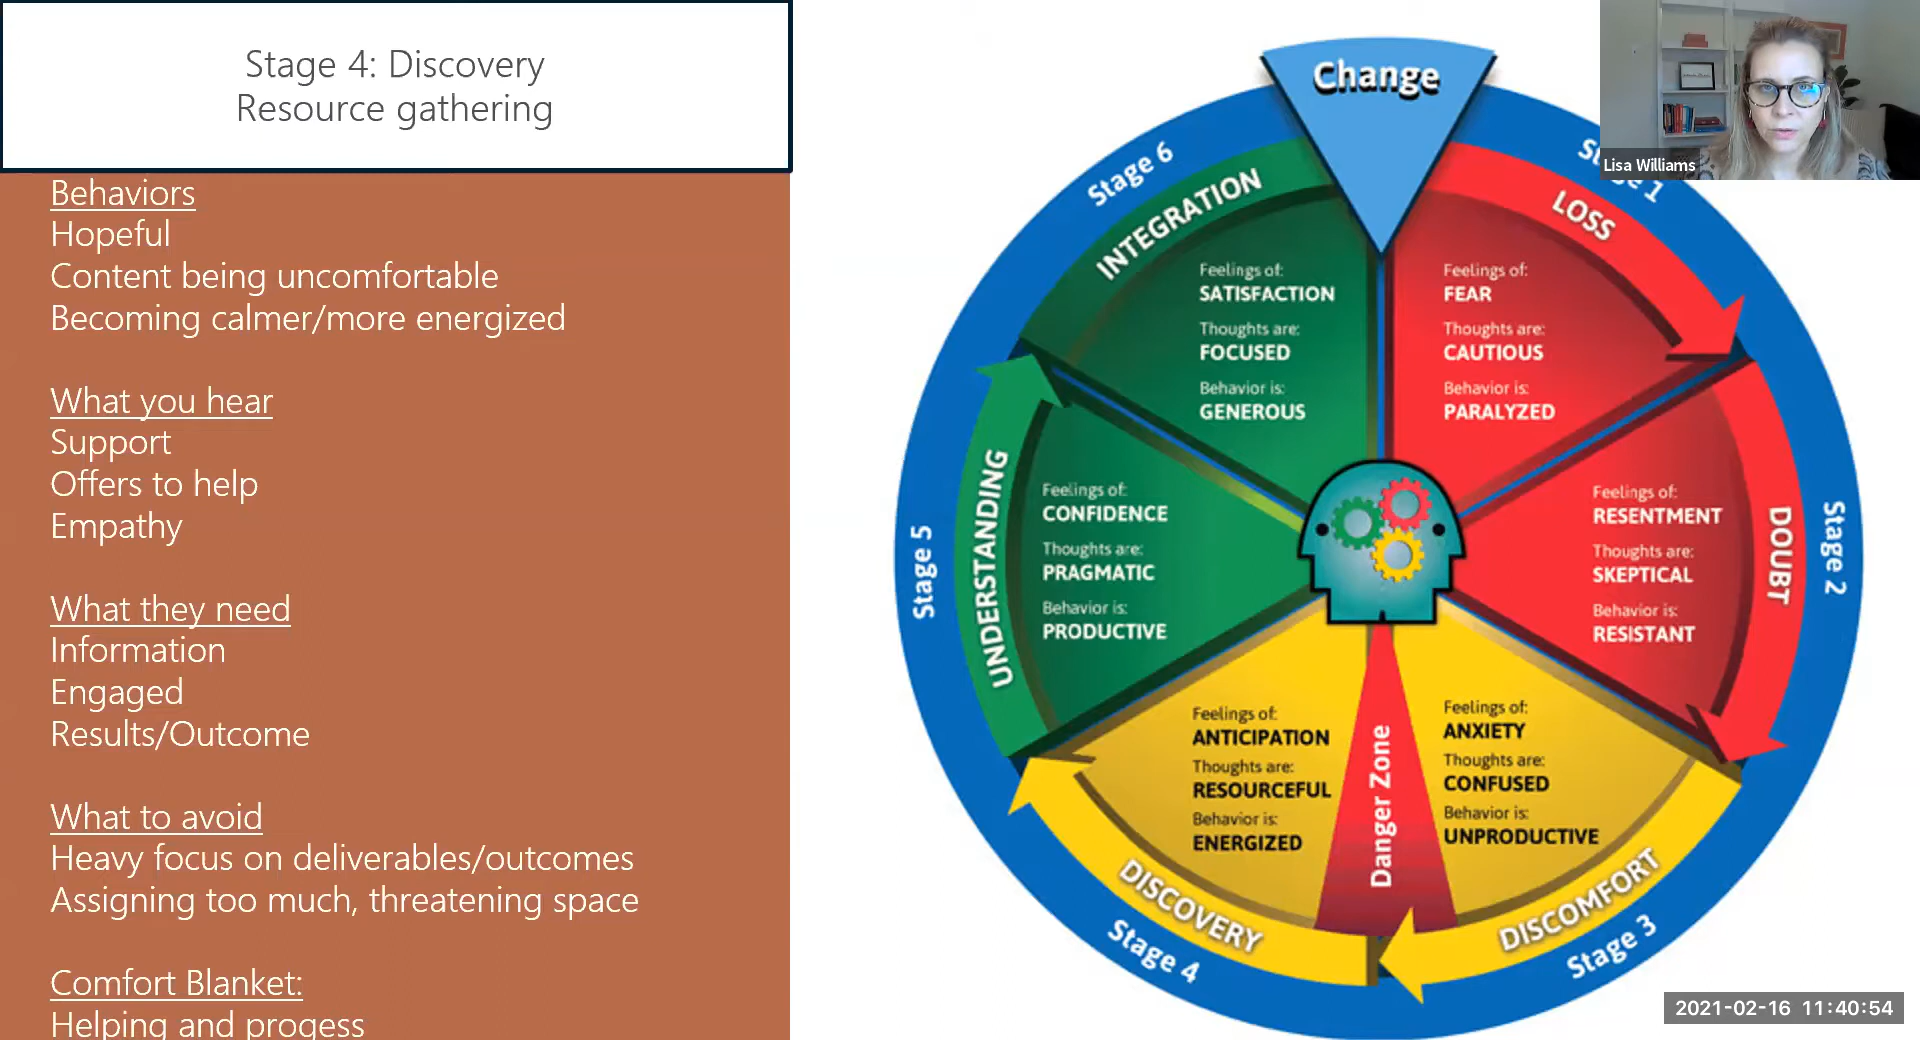 Stage 4: Discovery
Resource gathering
Behaviors
Hopeful
Content being uncomfortable
Becoming calmer/more energized
What you hear
Support
Offers to help
Empathy
What they need
Information
Engaged
Results/Outcome
What to avoid
Heavy focus on deliverables/outcomes
Assigning too much, threatening space
Comfort Blanket:
Helping and progess
Change
Stage 1
LOSS
Feelings of:
FEAR
Thoughts are:
CAUTIOUS
Behavior is:
PARALYZED
Stage 2
DOUBT
Feelings of:
RESENTMENT
Thoughts are:
SKEPTICAL
Behavior is:
RESISTANT
Stage 3
DISCOMFORT
Feelings of:
ANXIETY
Thoughts are:
CONFUSED
Behavior is:
UNPRODUCTIVE
Danger Zone
Stage 4
DISCOVERY
Feelings of:
ANTICIPATION
Thoughts are:
RESOURCEFUL
Behavior is:
ENERGIZED
Stage 5
UNDERSTANDING
Feelings of:
CONFIDENCE
Thoughts are:
PRAGMATIC
Behavior is:
PRODUCTIVE
Stage 6
INTEGRATION
Feelings of:
SATISFACTION
Thoughts are:
FOCUSED
Behavior is:
GENEROUS
Lisa Williams
2021-02-16 11:40:54